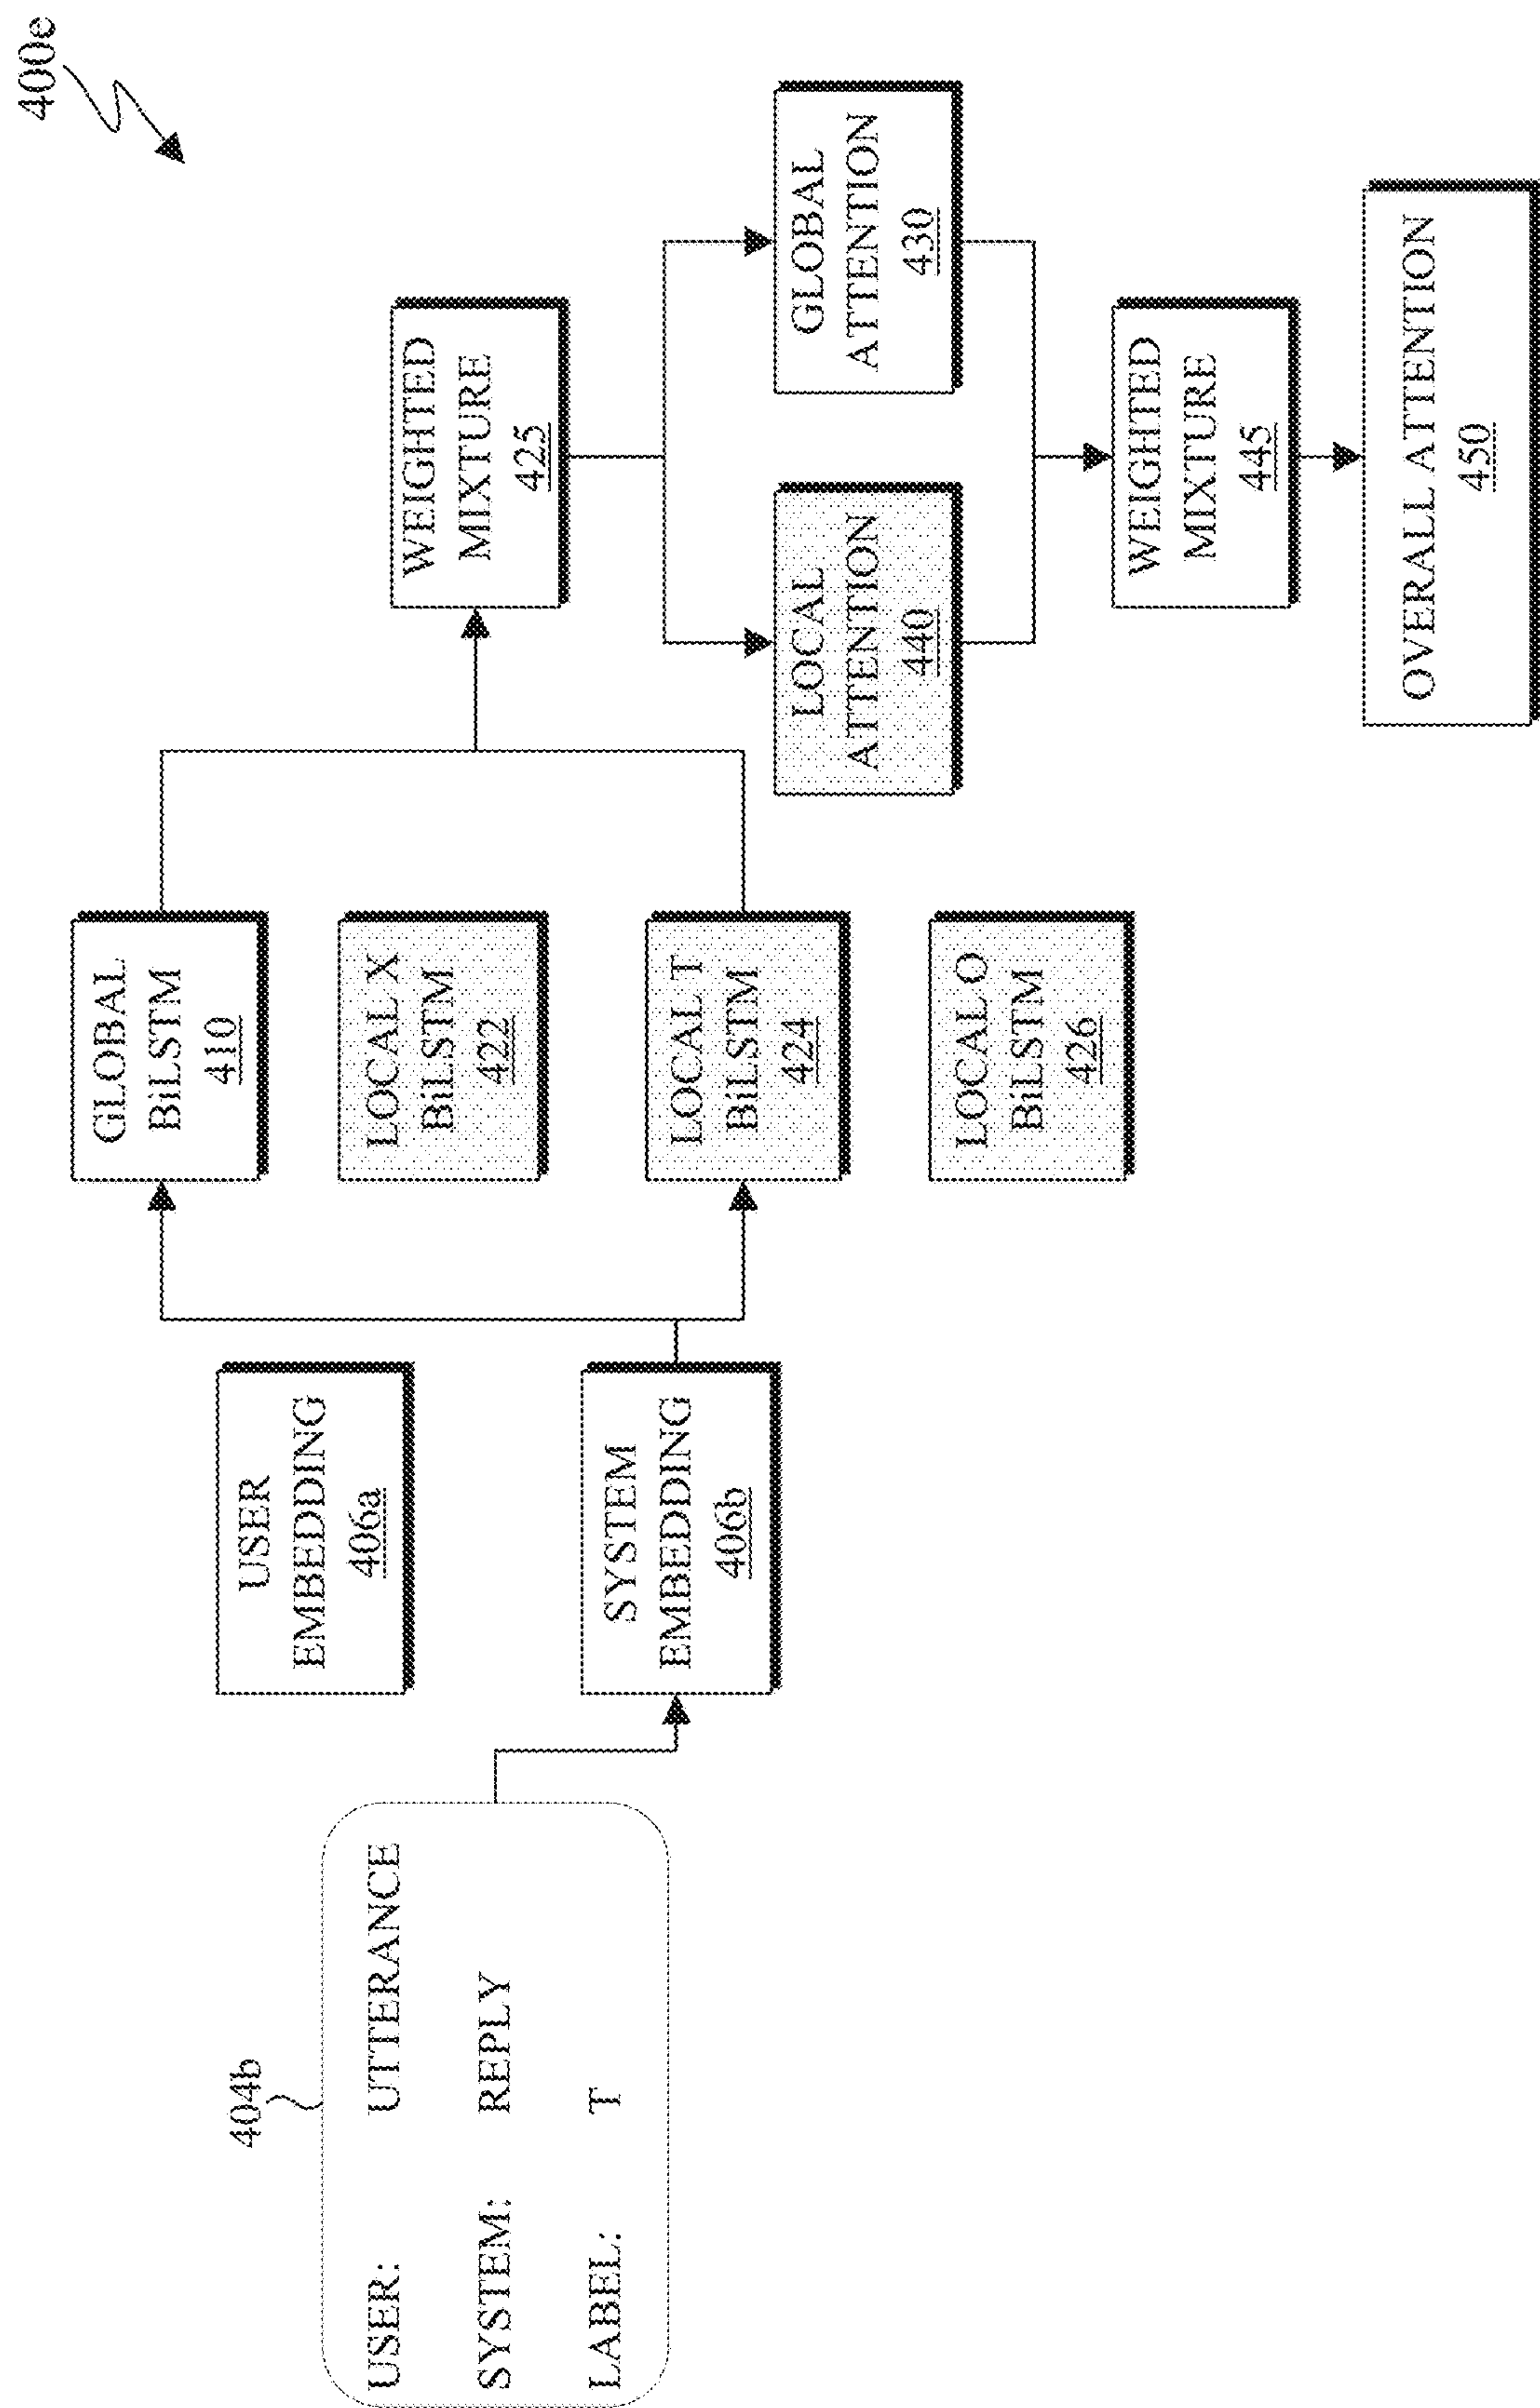 400e
404b
USER: UTTERANCE
SYSTEM: REPLY
LABEL: T
USER
EMBEDDING
406a
SYSTEM
EMBEDDING
406b
GLOBAL
BiLSTM
410
LOCAL X
BiLSTM
422
LOCAL T
BiLSTM
424
LOCAL O
BiLSTM
426
WEIGHTED
MIXTURE
425
LOCAL
ATTENTION
440
GLOBAL
ATTENTION
430
WEIGHTED
MIXTURE
445
OVERALL ATTENTION
450